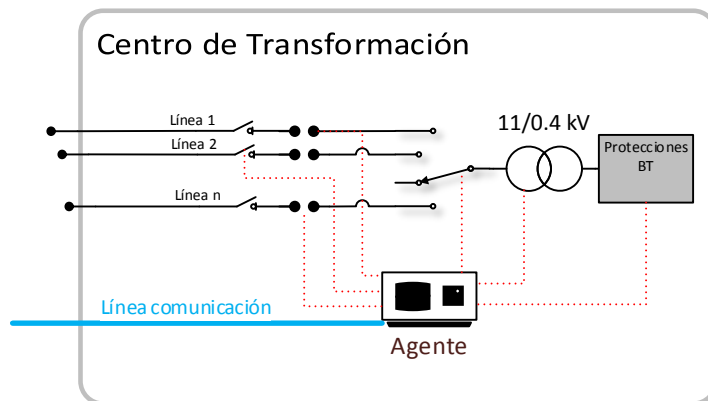 Centro de Transformación
Línea 1
11/0.4 kV
Línea 2
Protecciones
BT
Línea n
Línea comunicación
Agente